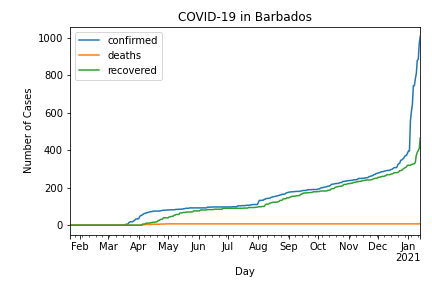 COVID-19 in Barbados
confirmed
deaths
recovered
1000
800
600
400
200
0
Number of Cases
Feb Mar Apr May Jun Jul Aug Sep Oct Nov Dec Jan
2021
Day